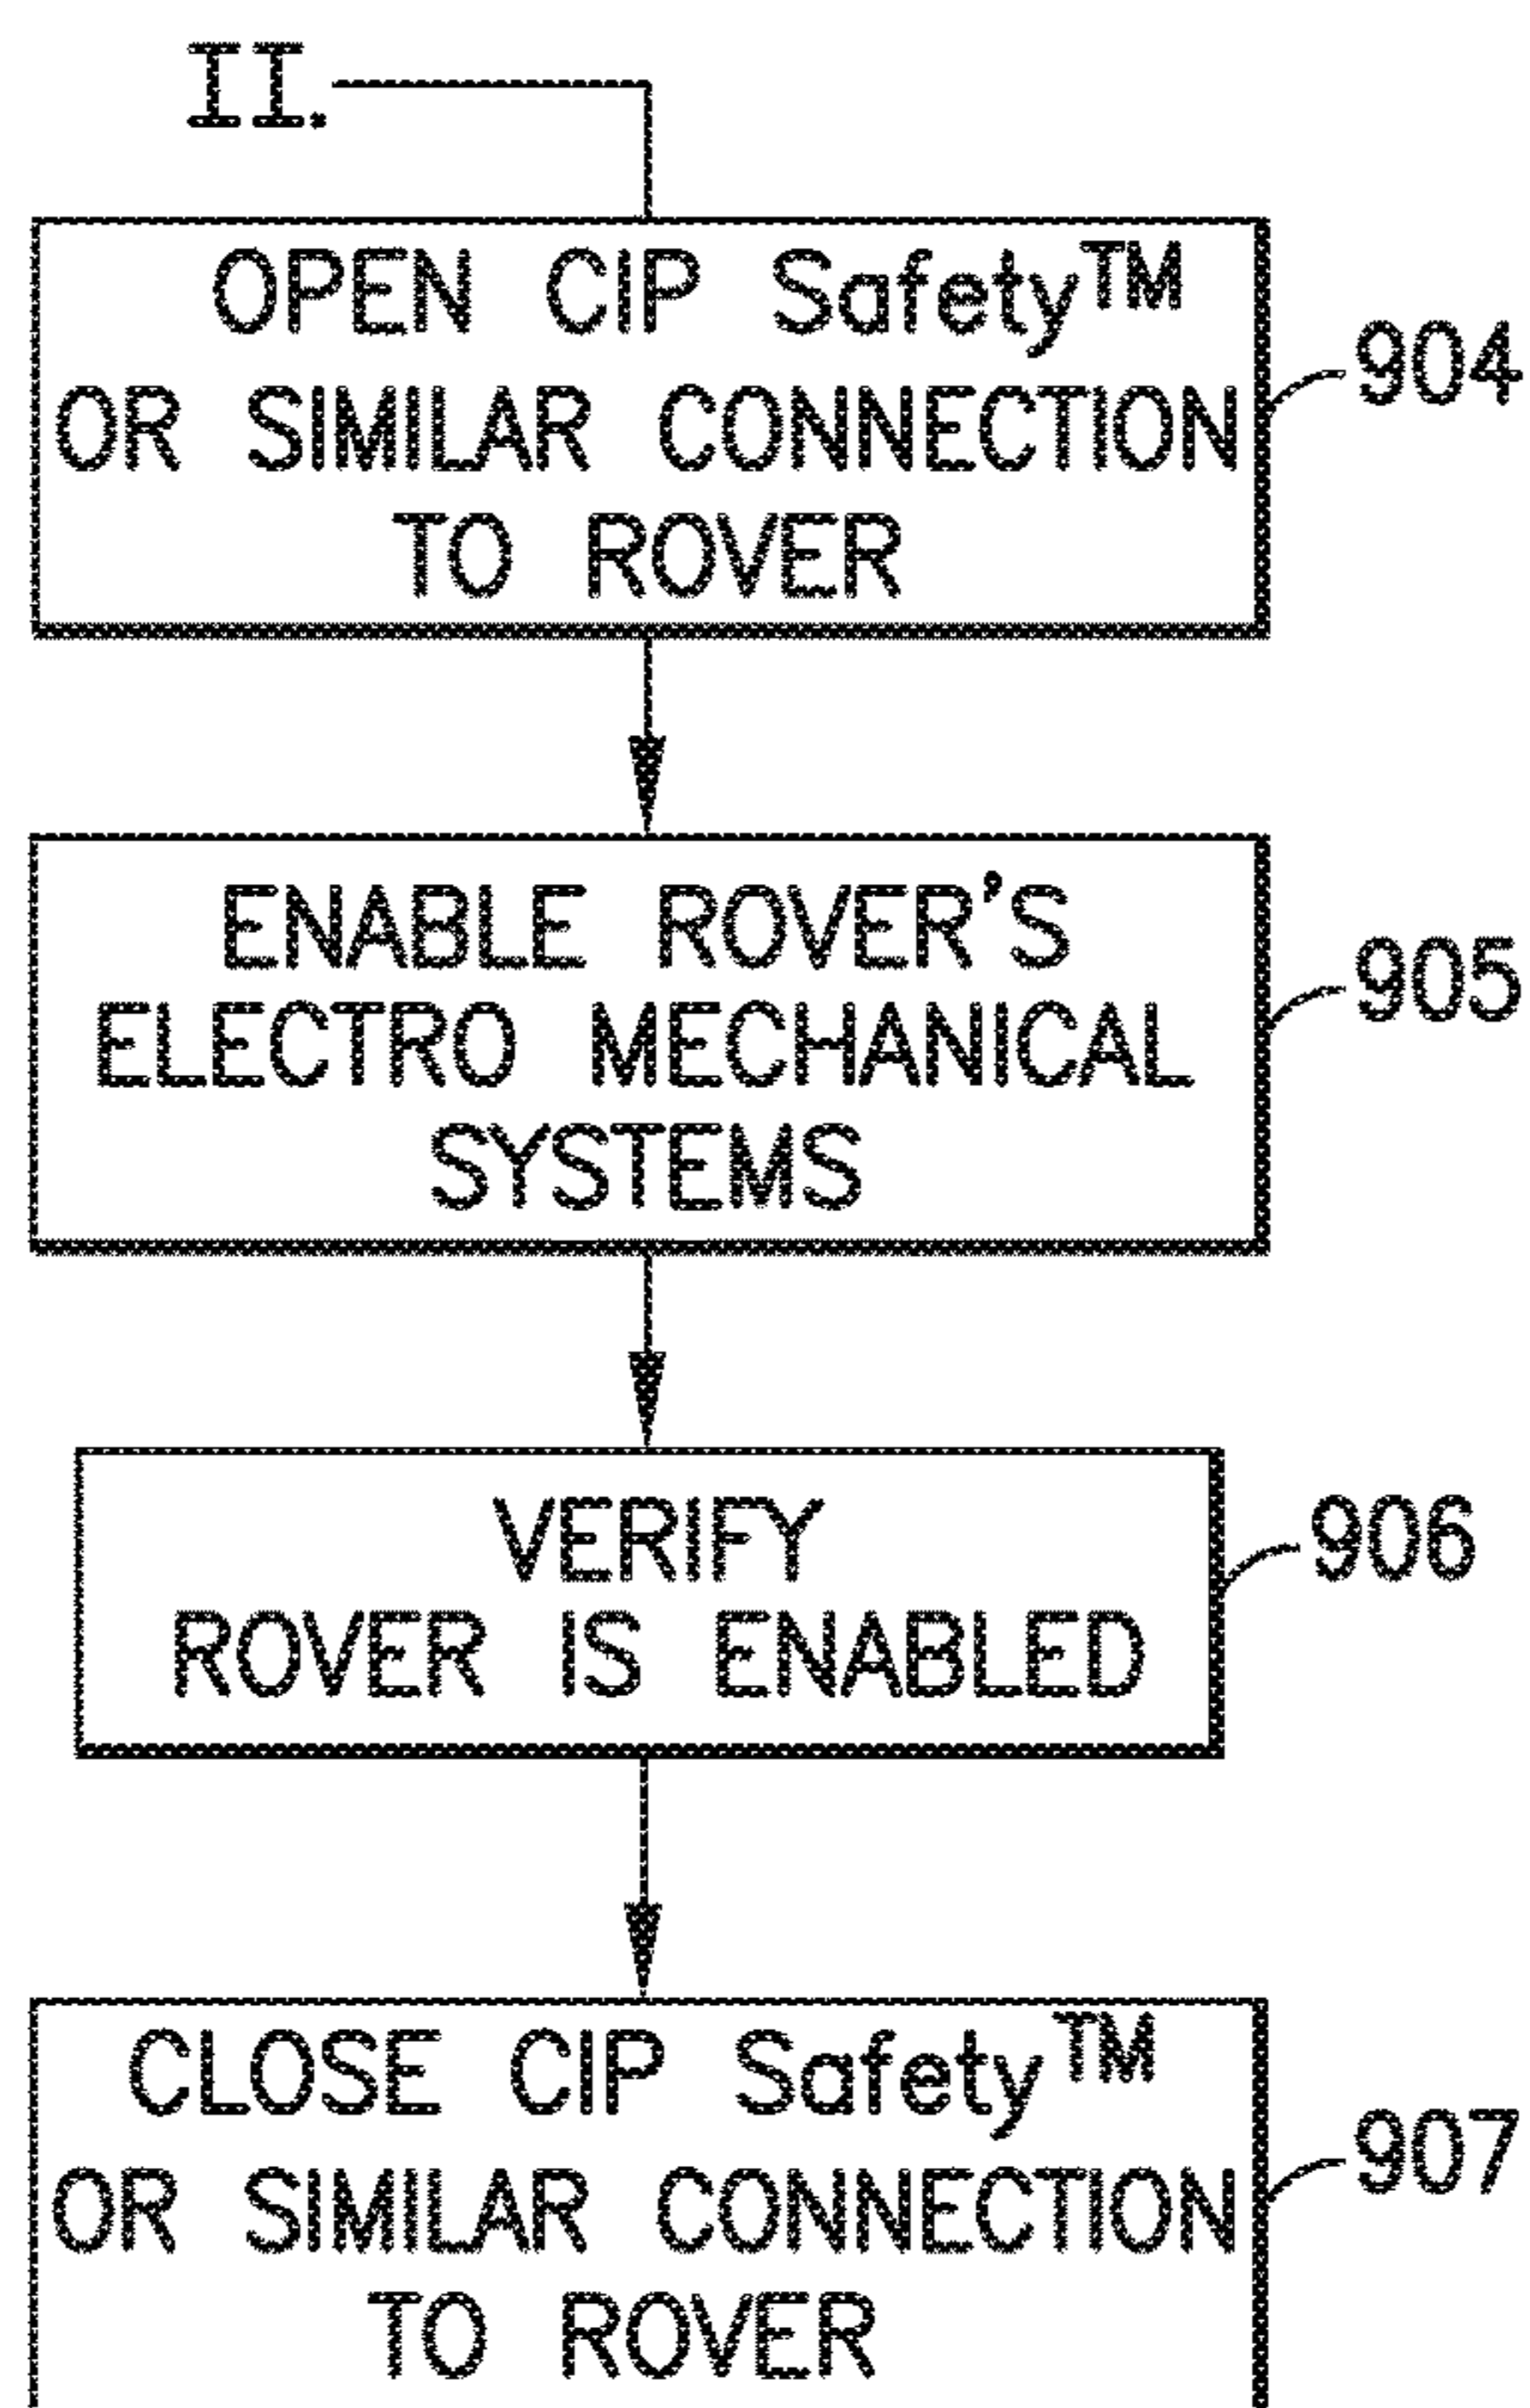 II.
OPEN CIP Safety™
OR SIMILAR CONNECTION
TO ROVER
904
ENABLE ROVER'S
ELECTRO MECHANICAL
SYSTEMS
905
VERIFY
ROVER IS ENABLED
906
CLOSE CIP Safety™
OR SIMILAR CONNECTION
TO ROVER
907